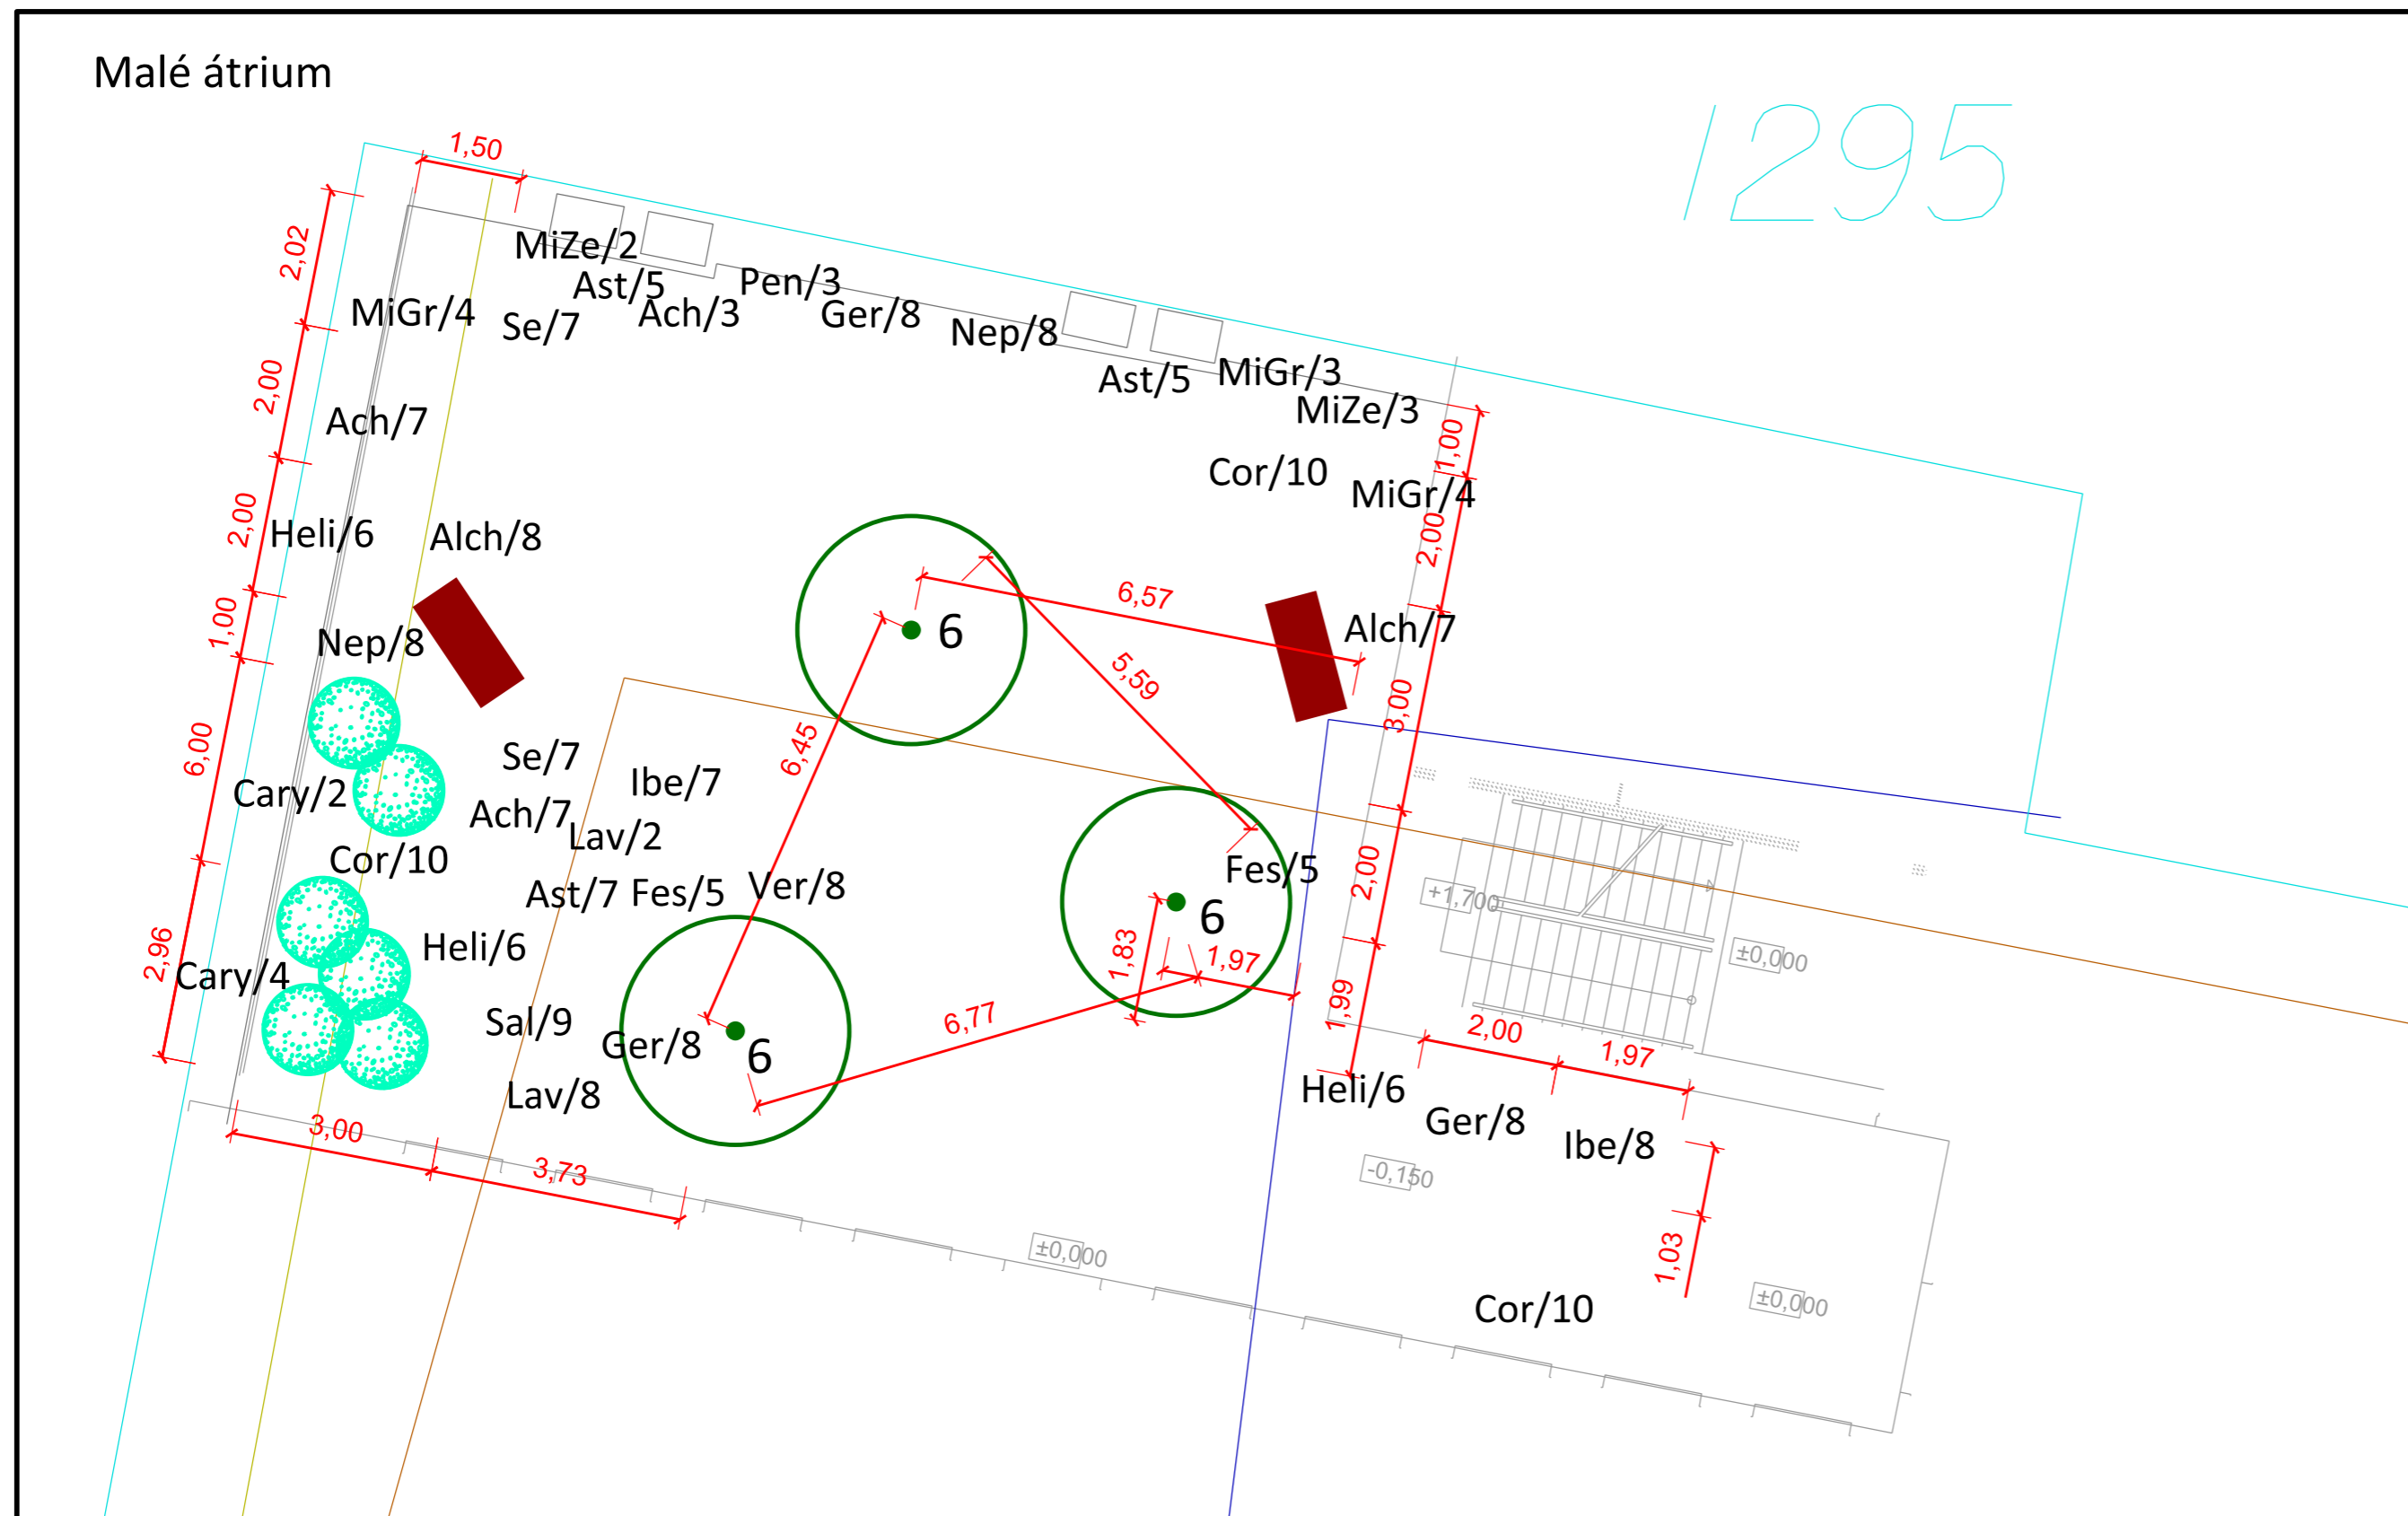 Malé átrium
1295
1,50
2,02
MiZe/2
Ast/5
Pen/3
MiGr/4
Se/7
Ach/3
Ger/8
Nep/8
2,00
Ast/5
MiGr/3
MiZe/3
Ach/7
1,00
Cor/10
MiGr/4
2,00
Heli/6
Alch/8
2,00
6,57
1,00
Nep/8
6
Alch/7
5,59
3,00
6,00
6,45
Se/7
Ibe/7
Cary/2
Ach/7
Lav/2
Cor/10
Fes/5
2,00
Ast/7
Fes/5
Ver/8
+1,700
6
2,96
Heli/6
1,83
1,97
±0,000
Cary/4
1,99
Sal/9
Ger/8
6
6,77
2,00
1,97
Lav/8
Heli/6
Ger/8
Ibe/8
3,00
3,73
-0,150
±0,000
1,03
Cor/10
±0,000